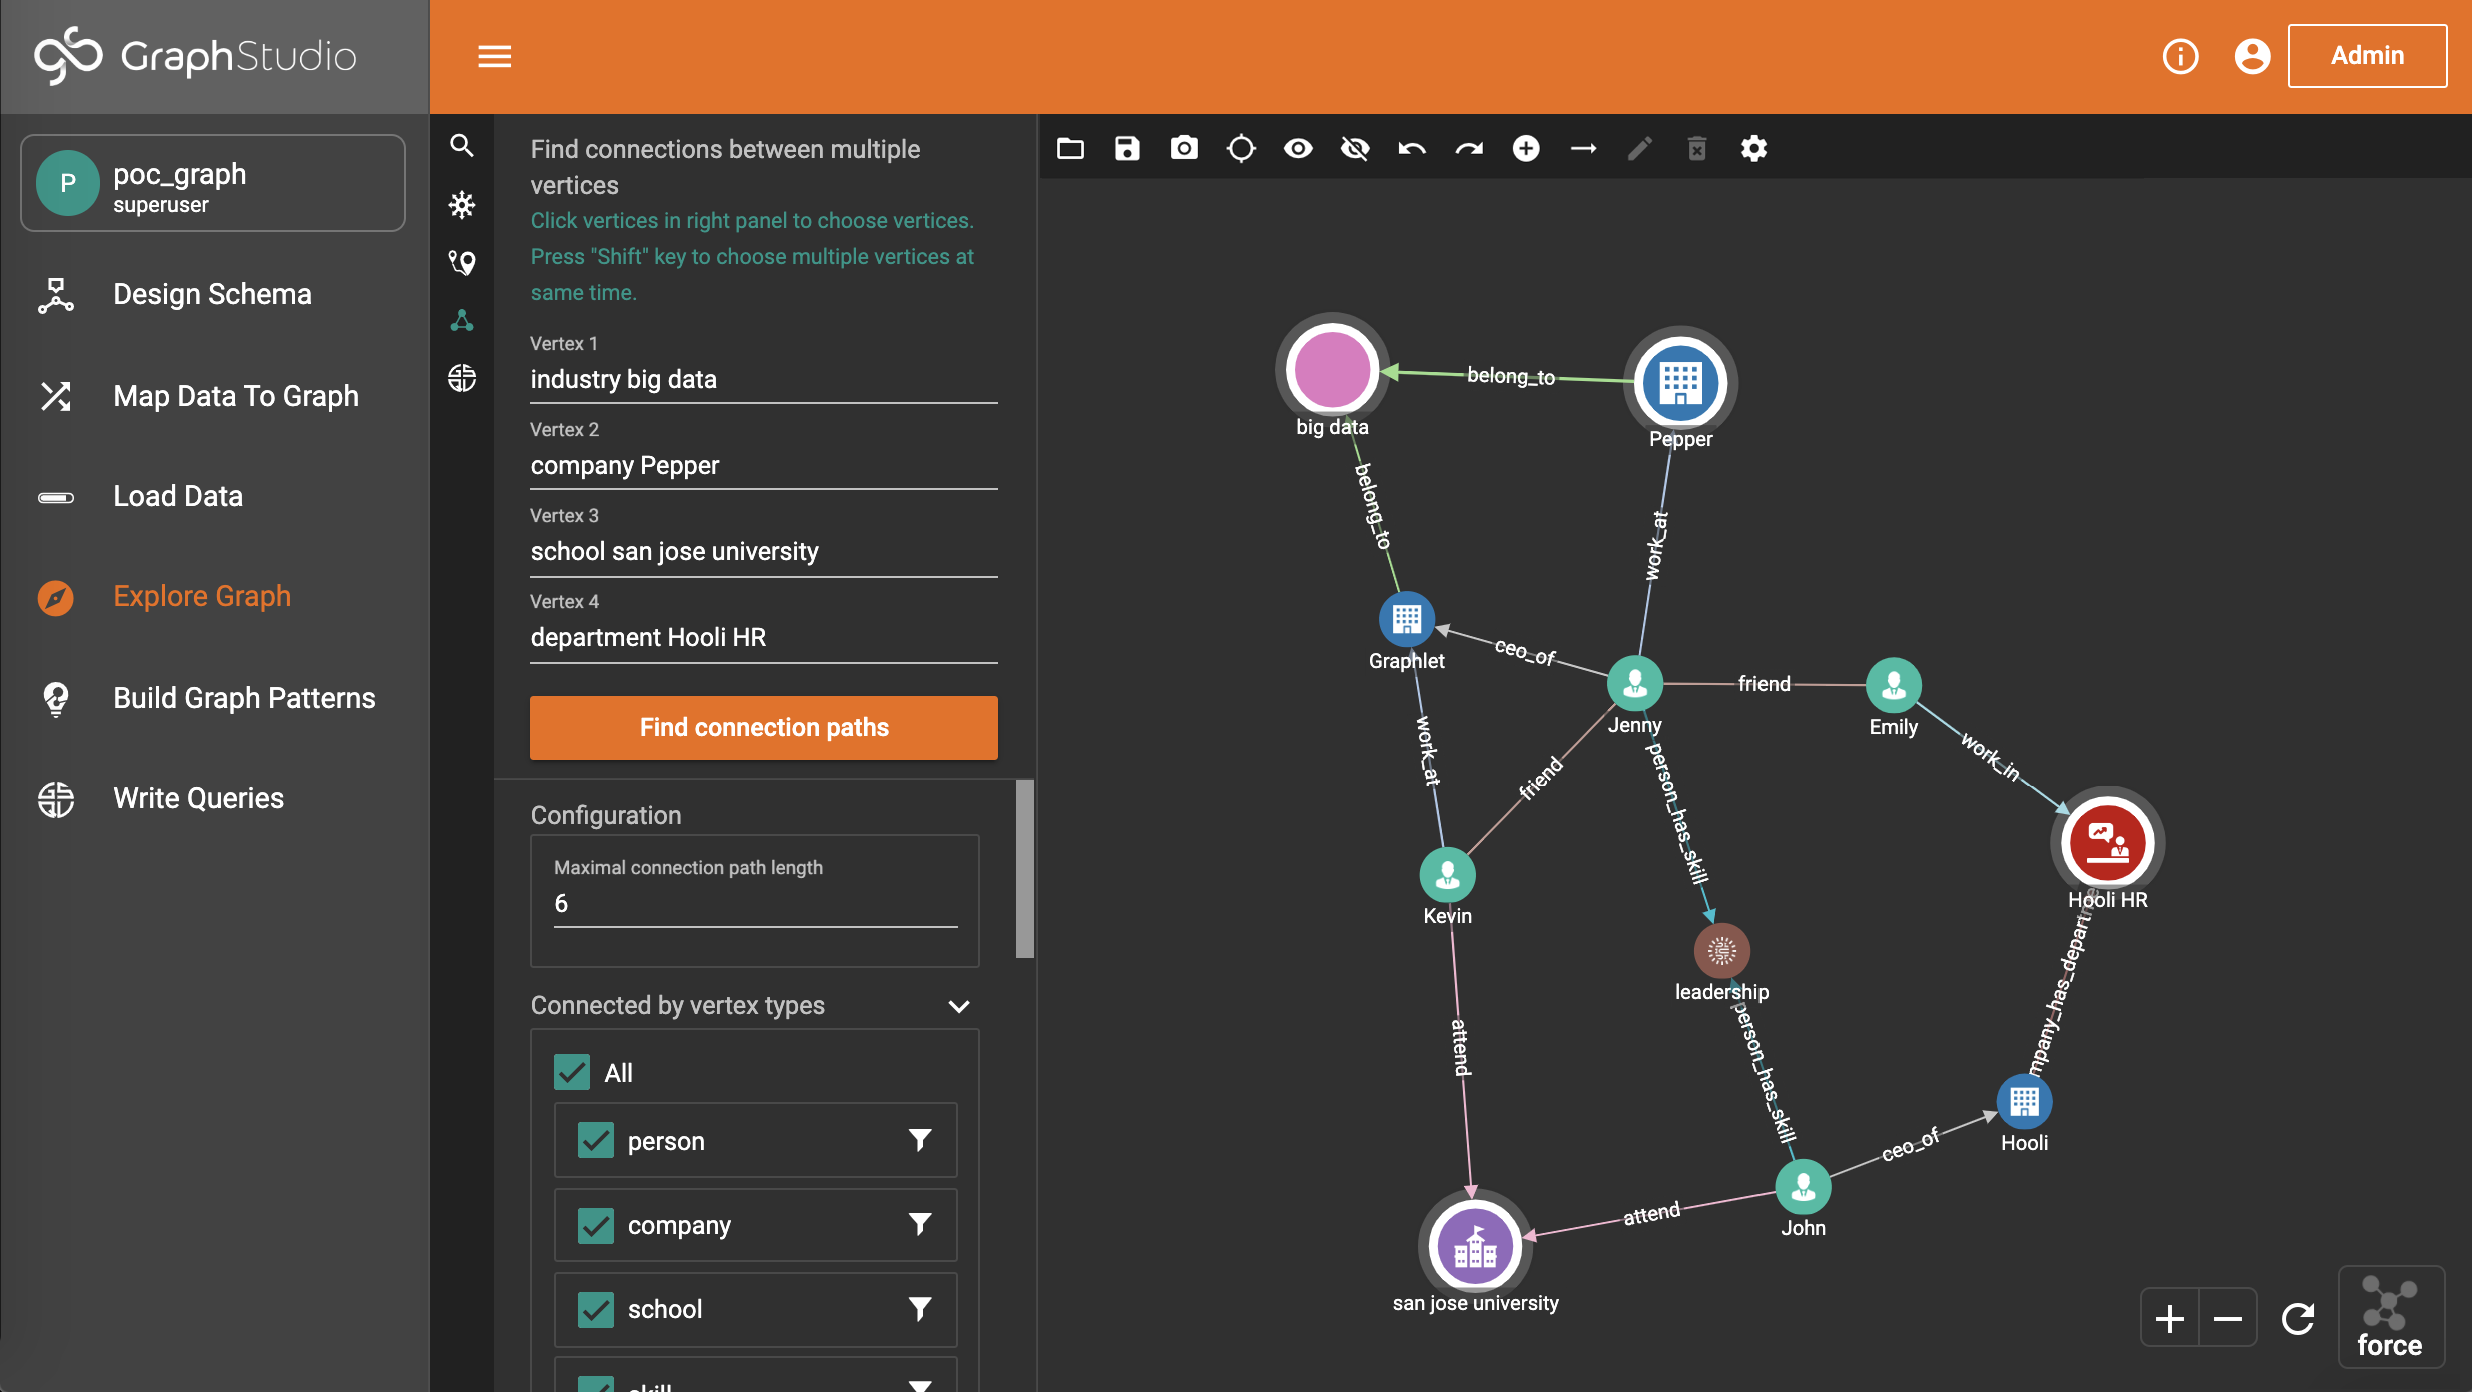 GraphStudio
Admin
P
poc_graph
superuser
Design Schema
Map Data To Graph
Load Data
Explore Graph
Build Graph Patterns
Write Queries
Find connections between multiple
vertices
Click vertices in right panel to choose vertices.
Press "Shift" key to choose multiple vertices at
same time.
Vertex 1
industry big data
Vertex 2
company Pepper
Vertex 3
school san jose university
Vertex 4
department Hooli HR
Find connection paths
Configuration
Maximal connection path length
6
Connected by vertex types
All
person
company
school
skill
big data
belong_to
Pepper
belong_to
work_at
Graphlet
ceo_of
Jenny
friend
Emily
work_in
work_at
friend
person_has_skill
Kevin
Hooli HR
mpany_has_departme
leadership
attend
person_has_skill
Hooli
ceo_of
John
attend
san jose university
force